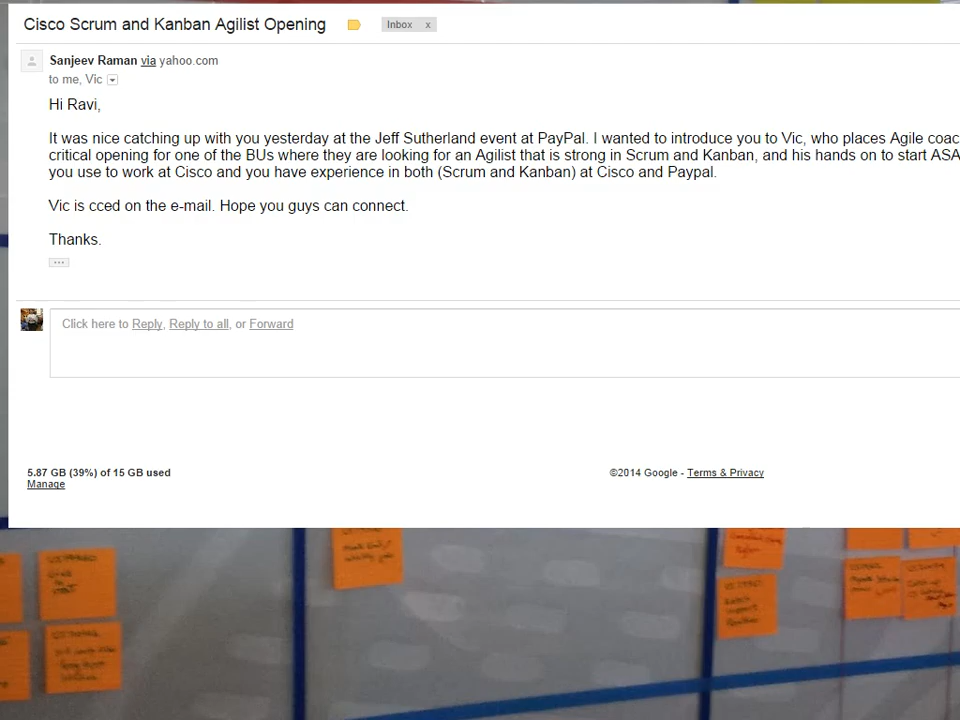 Cisco Scrum and Kanban Agilist Opening
Inbox x
Sanjeev Raman via yahoo.com
to me, Vic
Hi Ravi,
It was nice catching up with you yesterday at the Jeff Sutherland event at PayPal. I wanted to introduce you to Vic, who places Agile coac
critical opening for one of the BUs where they are looking for an Agilist that is strong in Scrum and Kanban, and his hands on to start ASA
you use to work at Cisco and you have experience in both (Scrum and Kanban) at Cisco and Paypal.
Vic is cced on the e-mail. Hope you guys can connect.
Thanks.
Click here to Reply, Reply to all, or Forward
5.87 GB (39%) of 15 GB used
©2014 Google - Terms & Privacy
Manage